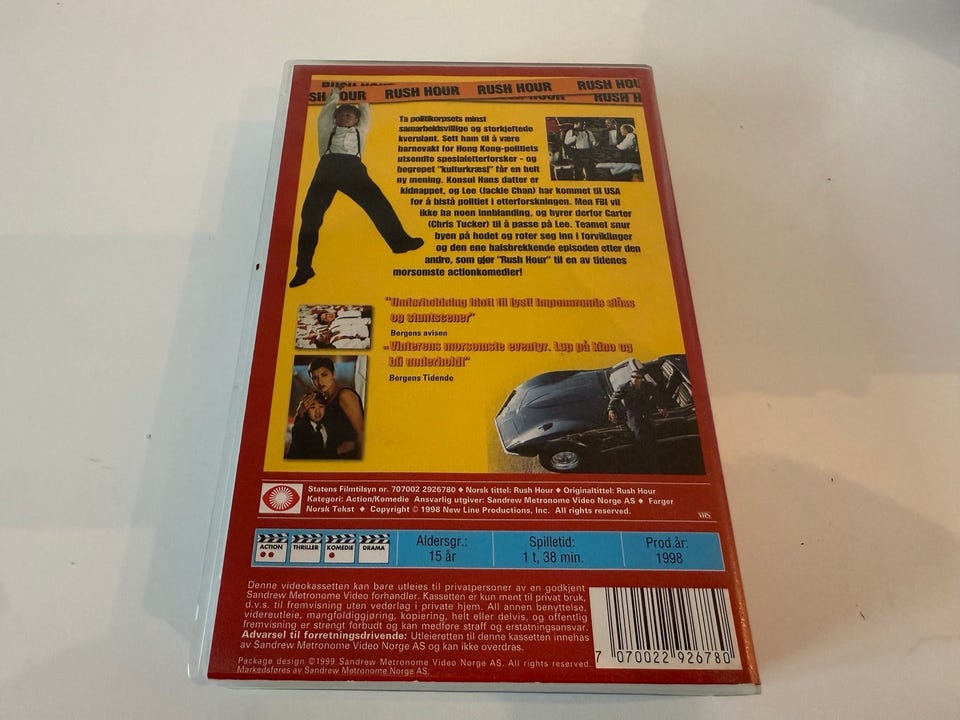 RUSH HOUR RUSH HOUR RUSH HOU
SH HOUR RUSH H
Ta politikorpsets minst
samarbeidsvillige og storkjeftede
kverulant. Sett ham til å være
barnevakt for Hong Kong-politiets
utsendte spesialetterforsker - og
begrepet "kulturkræsj" får en helt
ny mening. Konsul Hans datter er
kidnappet, og Lee (Jackie Chan) har kommet til USA
for å bistå politiet i etterforskningen. Men FBI vil
ikke ha noen innblanding, og hyrer derfor Carter
(Chris Tucker) til å passe på Lee. Teamet snur
byen på hodet og roter seg inn i forviklinger
og den ene halsbrekkende episoden etter den
andre, som gjør "Rush Hour" til en av tidenes
morsomste actionkomedier!
"Underholdning blott til lyst! Imponerende slåss
og stuntscener"
Bergens avisen
"Vinterens morsomste eventyr. Løp på kino og
bli underholdt"
Bergens Tidende
Statens Filmtilsyn nr. 707002 2926780 ♦ Norsk tittel: Rush Hour ♦ Originaltittel: Rush Hour
Kategori: Action/Komedie Ansvarlig utgiver: Sandrew Metronome Video Norge AS ♦ Farger
Norsk Tekst ♦ Copyright © 1998 New Line Productions, Inc. All rights reserved.
VHS
ACTION THRILLER KOMEDIE DRAMA
Aldersgr.: Spilletid: Prod.år:
15 år 1 t, 38 min. 1998
Denne videokassetten kan bare utleies til privatpersoner av en godkjent
Sandrew Metronome Video forhandler. Kassetten er kun ment til privat bruk,
d.v.s. til fremvisning uten vederlag i private hjem. All annen benyttelse,
videreutleie, mangfoldiggjøring, kopiering, helt eller delvis, og offentlig
fremvisning er strengt forbudt og kan medføre straff og erstatningsansvar.
Advarsel til forretningsdrivende: Utleieretten til denne kassetten innehas
av Sandrew Metronome Video Norge AS og kan ikke overdras.
Package design ©1999 Sandrew Metronome Video Norge AS. All rights reserved.
Markedsføres av Sandrew Metronome Norge AS.
7 070022 926780